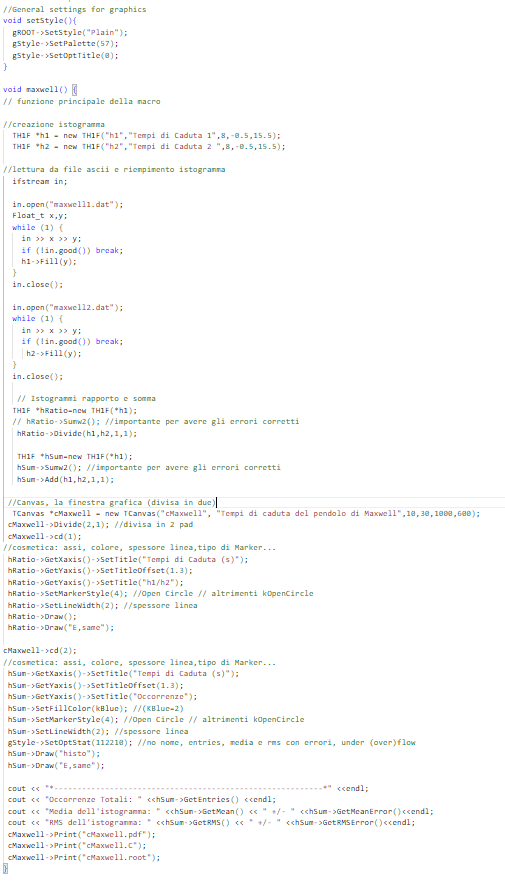 //General settings for graphics
void setStyle(){
  gROOT->SetStyle("Plain");
  gStyle->SetPalette(57);
  gStyle->SetOptTitle(0);
}

void maxwell() {
// funzione principale della macro

//creazione istogramma
  TH1F *h1 = new TH1F("h1","Tempi di Caduta 1",8,-0.5,15.5);
  TH1F *h2 = new TH1F("h2","Tempi di Caduta 2 ",8,-0.5,15.5);

//lettura da file ascii e riempimento istogramma
  ifstream in;

  in.open("maxwell1.dat");
  Float_t x,y;
  while (1) {
    in >> x >> y;
    if (!in.good()) break;
    h1->Fill(y);
  }
  in.close();

  in.open("maxwell2.dat");
  while (1) {
    in >> x >> y;
    if (!in.good()) break;
     h2->Fill(y);
  }
  in.close();

   // Istogrammi rapporto e somma
  TH1F *hRatio=new TH1F(*h1);
  // hRatio->Sumw2(); //importante per avere gli errori corretti
   hRatio->Divide(h1,h2,1,1);

   TH1F *hSum=new TH1F(*h1);
   hSum->Sumw2(); //importante per avere gli errori corretti
   hSum->Add(h1,h2,1,1);

 //Canvas, la finestra grafica (divisa in due)
  TCanvas *cMaxwell = new TCanvas("cMaxwell", "Tempi di caduta del pendolo di Maxwell",10,30,1000,600);
 cMaxwell->Divide(2,1); //divisa in 2 pad
 cMaxwell->cd(1);
//cosmetica: assi, colore, spessore linea,tipo di Marker...
 hRatio->GetXaxis()->SetTitle("Tempi di Caduta (s)");
 hRatio->GetYaxis()->SetTitleOffset(1.3);
 hRatio->GetYaxis()->SetTitle("h1/h2");
 hRatio->SetMarkerStyle(4); //Open Circle // altrimenti kOpenCircle
 hRatio->SetLineWidth(2); //spessore linea
 hRatio->Draw();
 hRatio->Draw("E,same");

cMaxwell->cd(2);
//cosmetica: assi, colore, spessore linea,tipo di Marker...
 hSum->GetXaxis()->SetTitle("Tempi di Caduta (s)");
 hSum->GetYaxis()->SetTitleOffset(1.3);
 hSum->GetYaxis()->SetTitle("Occorrenze");
 hSum->SetFillColor(kBlue); //(KBlue=2)
 hSum->SetMarkerStyle(4); //Open Circle // altrimenti kOpenCircle
 hSum->SetLineWidth(2); //spessore linea
 gStyle->SetOptStat(112210); //no nome, entries, media e rms con errori, under (over)flow
 hSum->Draw("histo");
 hSum->Draw("E,same");

 cout << "*---------------------------------------------------------*" <<endl;
 cout << "Occorrenze Totali: " <<hSum->GetEntries() <<endl;
 cout << "Media dell'istogramma: " <<hSum->GetMean() << " +/- " <<hSum->GetMeanError()<<endl;
 cout << "RMS dell'istogramma: " <<hSum->GetRMS() << " +/- " <<hSum->GetRMSError()<<endl;
 cMaxwell->Print("cMaxwell.pdf");
 cMaxwell->Print("cMaxwell.C");
 cMaxwell->Print("cMaxwell.root");
}